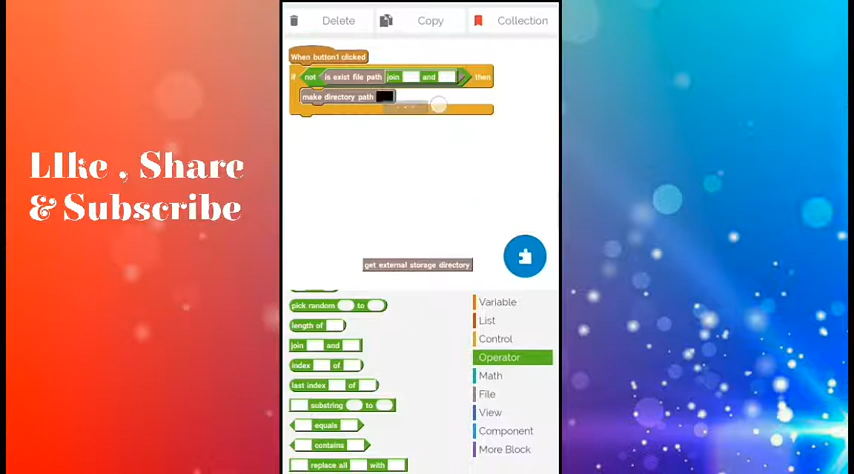 Delete Copy Collection
When button1 clicked
If not is exist file path join and then
make directory path
LIke , Share
& Subscribe
get external storage directory
pick random to
length of
join and
index of
last index of
substring to
equals
contains
replace all with
Variable
List
Control
Operator
Math
File
View
Component
More Block